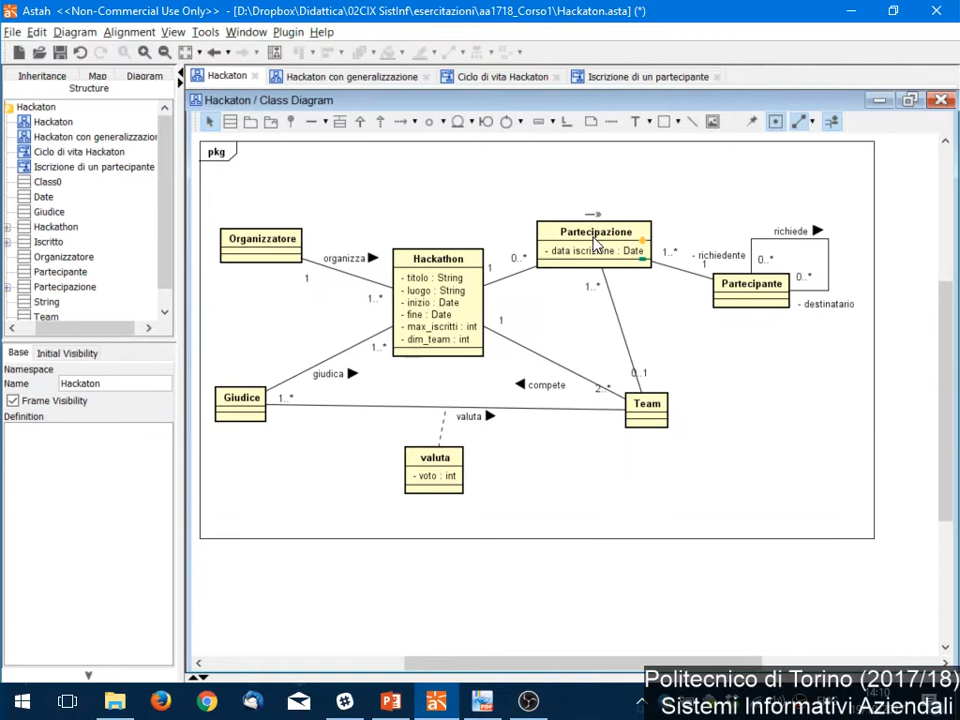 Astah <<Non-Commercial Use Only>> - [D:\Dropbox\Didattica\02CIX SistInf\esercitazioni\aa1718_Corso1\Hackaton.asta] (*)
File Edit Diagram Alignment View Tools Window Plugin Help
Inheritance Map Diagram
Structure
Hackaton
Hackaton
Hackaton con generalizzazion
Ciclo di vita Hackaton
Iscrizione di un partecipante
Class0
Date
Giudice
Hackathon
Iscritto
Organizzatore
Partecipante
Partecipazione
String
Team
Base Initial Visibility
Namespace
Name Hackaton
Frame Visibility
Definition
Hackaton Hackaton con generalizzazione Ciclo di vita Hackaton Iscrizione di un partecipante
Hackaton / Class Diagram
pkg
Organizzatore
organizza
1
1..*
Hackathon
- titolo : String
- luogo : String
- inizio : Date
- fine : Date
- max_iscritti : int
- dim_team : int
1
0..*
Partecipazione
- data iscrizione : Date
1..*
- richiedente
1
1..*
richiede
0..*
0..*
Partecipante
- destinatario
1
0..1
compete
2..*
Team
1..*
giudica
Giudice
1..*
valuta
valuta
- voto : int
Politecnico di Torino (2017/18)
14:10
Sistemi Informativi Aziendali